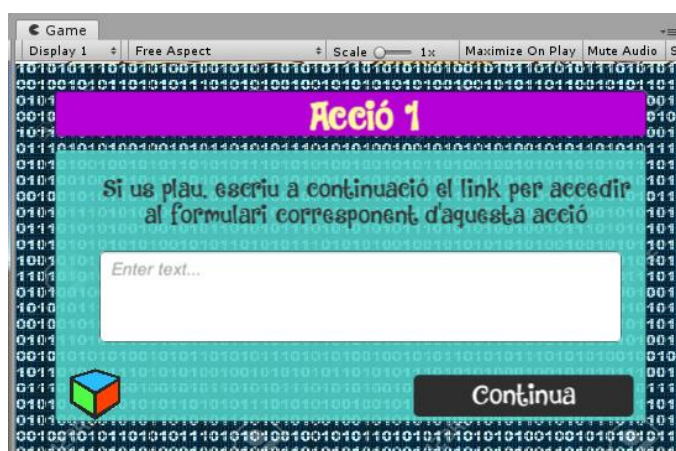 Game
Display 1 Free Aspect Scale 1x Maximize On Play Mute Audio
Acció 1
Si us plau, escriu a continuació el link per accedir
al formulari corresponent d'aquesta acció
Enter text...
Continua